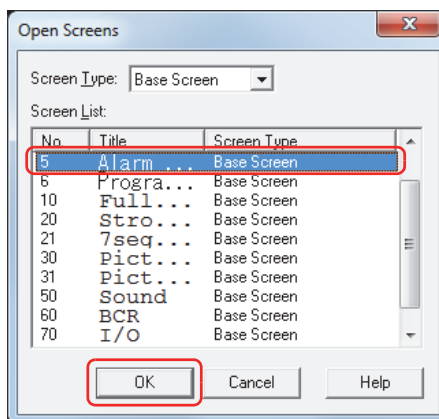 Open Screens
Screen Type: Base Screen
Screen List:
No. Title Screen Type
5 Alarm ... Base Screen
6 Progra... Base Screen
10 Full... Base Screen
20 Stro... Base Screen
21 7seg... Base Screen
30 Pict... Base Screen
31 Pict... Base Screen
50 Sound Base Screen
60 BCR Base Screen
70 I/O Base Screen
OK Cancel Help